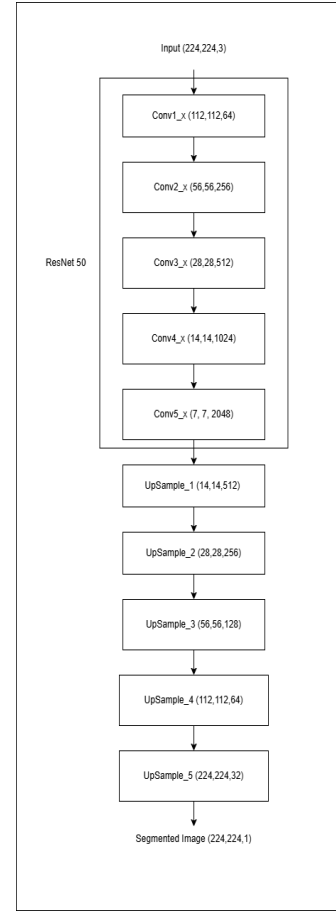 Input (224,224,3)
Conv1_x (112,112,64)
Conv2_x (56,56,256)
ResNet 50
Conv3_x (28,28,512)
Conv4_x (14,14,1024)
Conv5_x (7, 7, 2048)
UpSample_1 (14,14,512)
UpSample_2 (28,28,256)
UpSample_3 (56,56,128)
UpSample_4 (112,112,64)
UpSample_5 (224,224,32)
Segmented Image (224,224,1)